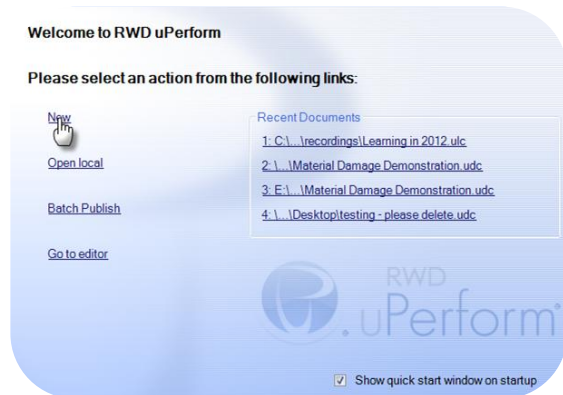 Welcome to RWD uPerform
Please select an action from the following links:
New
Open local
Batch Publish
Go to editor
Recent Documents
1: C:\...\recordings\Learning in 2012.ulc
2: \...\Material Damage Demonstration.udc
3: E:\...\Material Damage Demonstration.udc
4: \...\Desktop\testing - please delete.udc
RWD
uPerform®
Show quick start window on startup